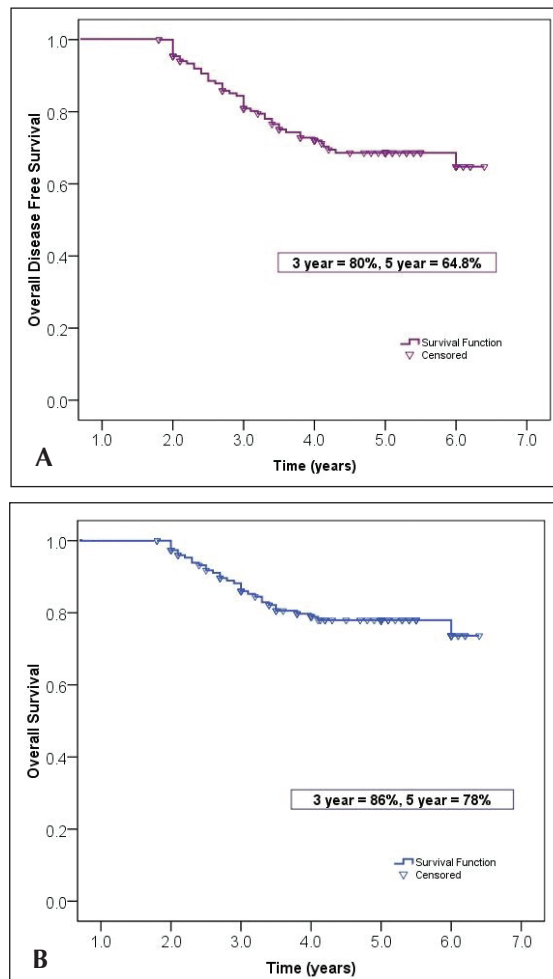 1.0
0.8
0.6
0.4
0.2
0.0
Overall Disease Free Survival
3 year = 80%, 5 year = 64.8%
Survival Function
Censored
1.0 2.0 3.0 4.0 5.0 6.0 7.0
Time (years)
A
1.0
0.8
0.6
0.4
0.2
0.0
Overall Survival
3 year = 86%, 5 year = 78%
Survival Function
Censored
1.0 2.0 3.0 4.0 5.0 6.0 7.0
Time (years)
B